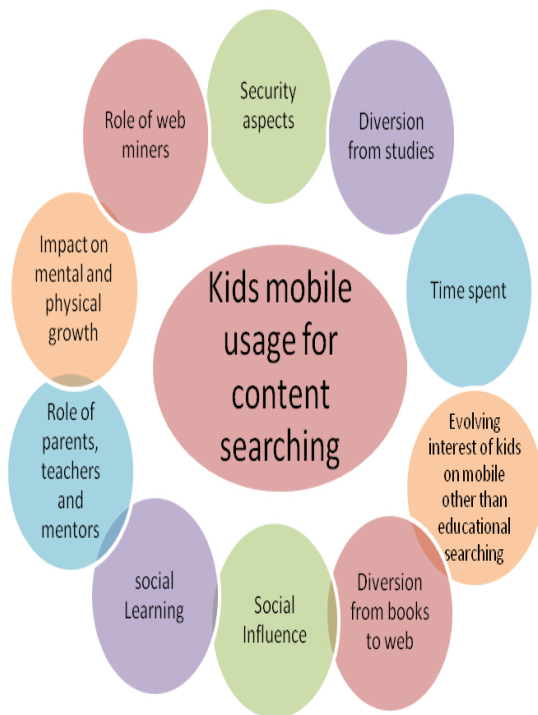 Security
aspects
Diversion
from studies
Time spent
Evolving
interest of kids
on mobile
other than
educational
searching
Diversion
from books
to web
Social
Influence
social
Learning
Role of
parents,
teachers
and
mentors
Impact on
mental and
physical
growth
Role of web
miners
Kids mobile
usage for
content
searching